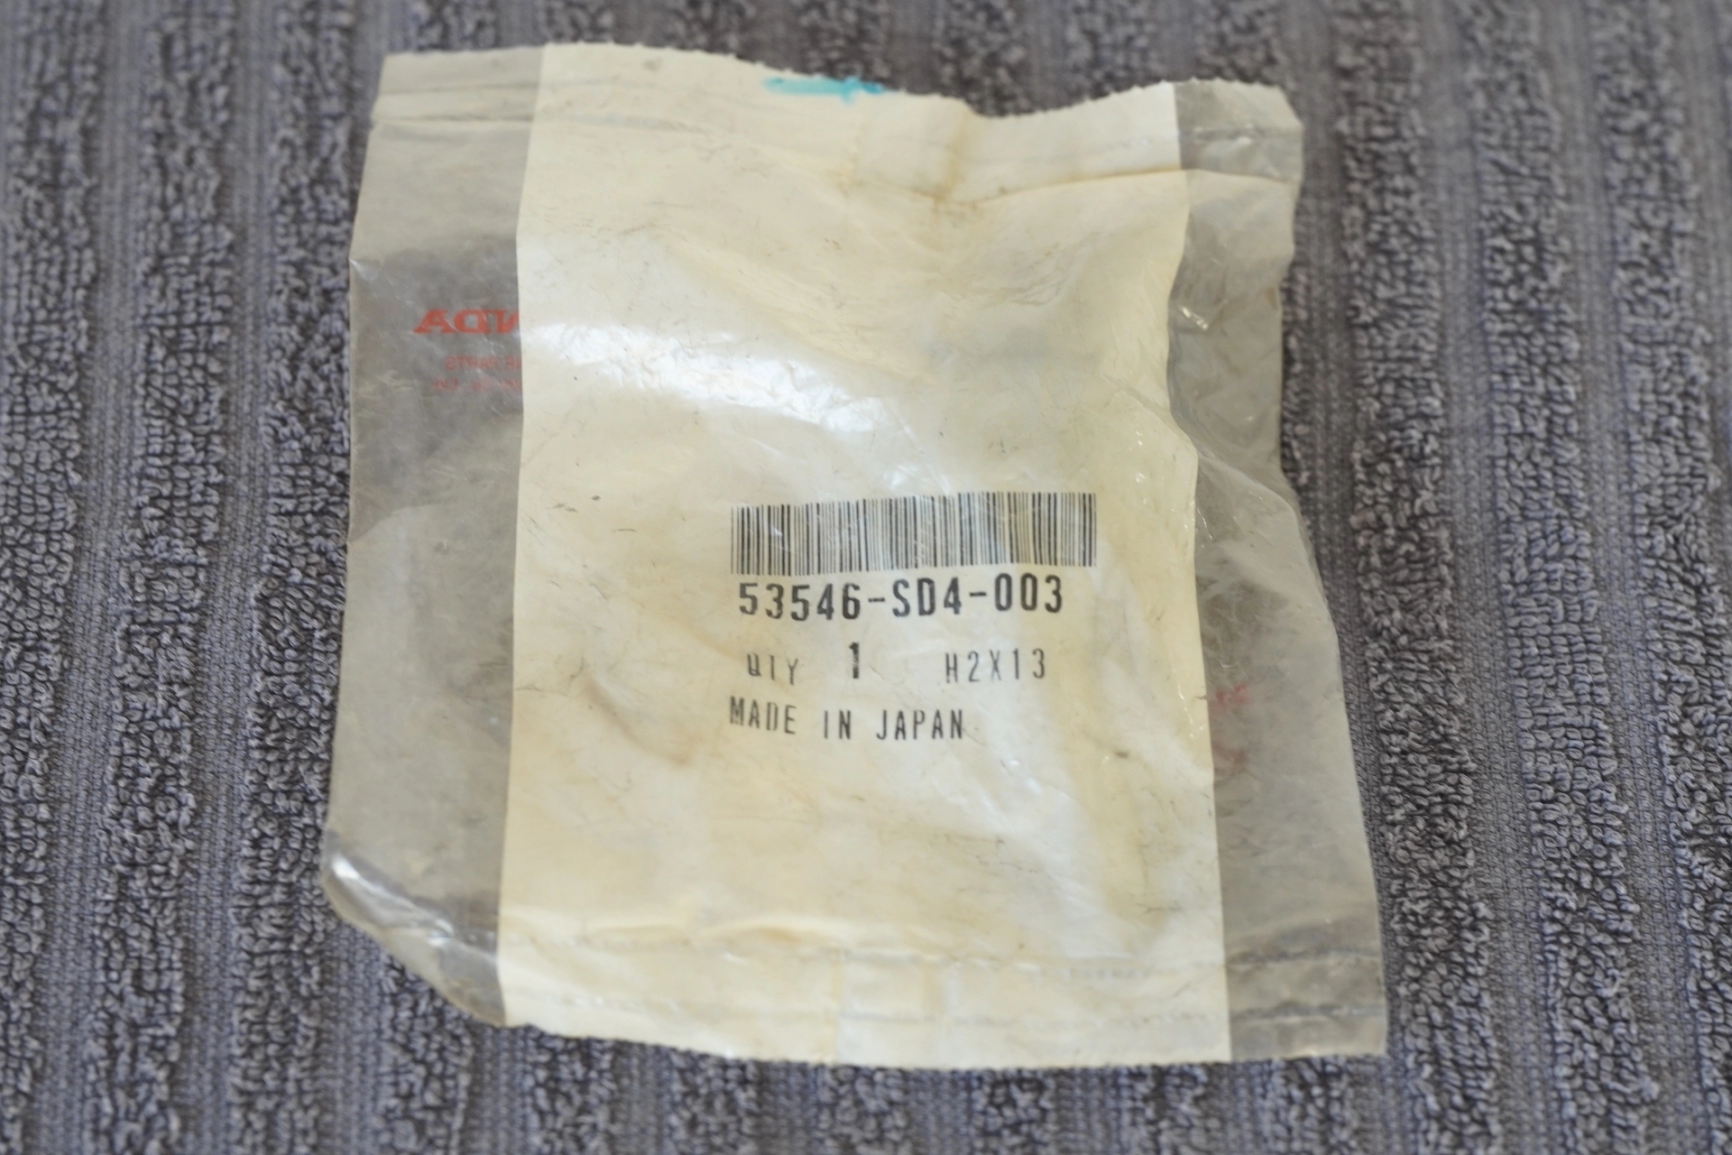 53546-SD4-003
QTY 1 H2X13
MADE IN JAPAN